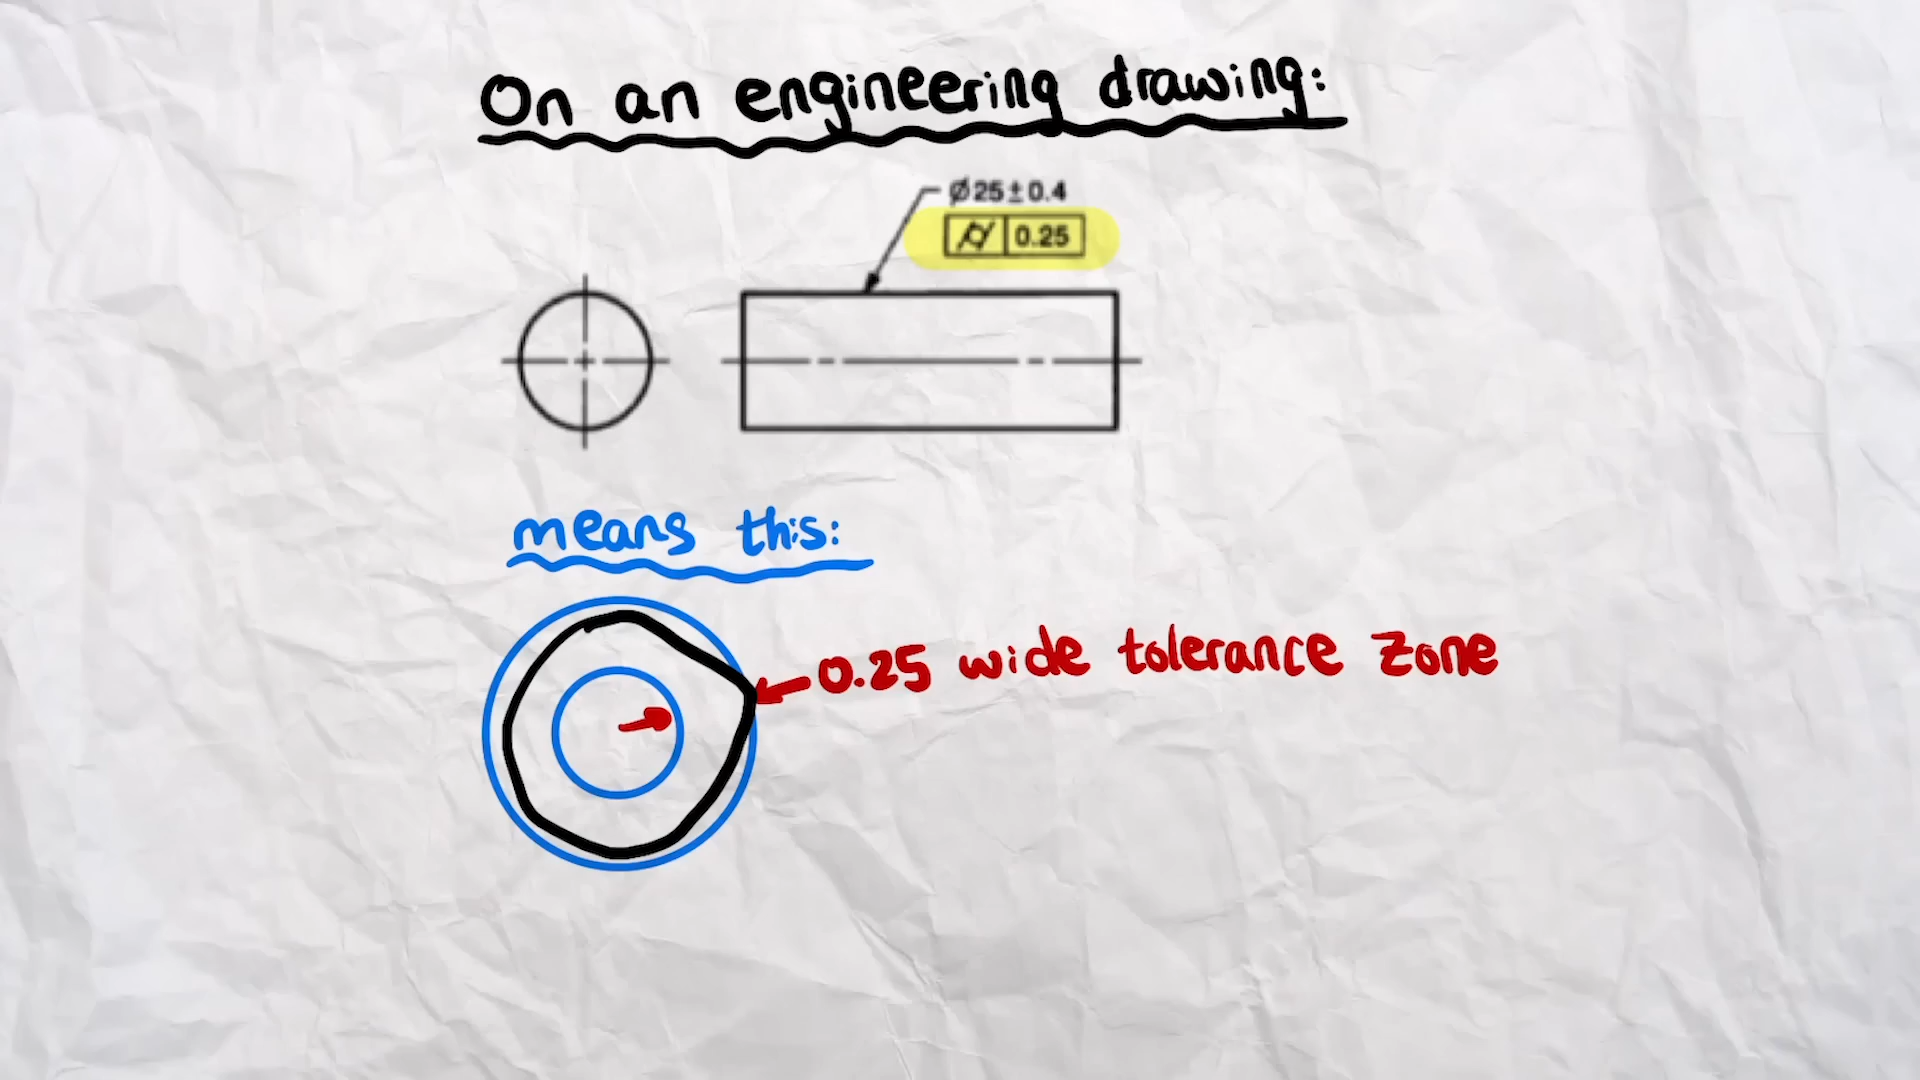 On an engineering drawing:
Ø25±0.4
⌭ 0.25
means this:
0.25 wide tolerance zone